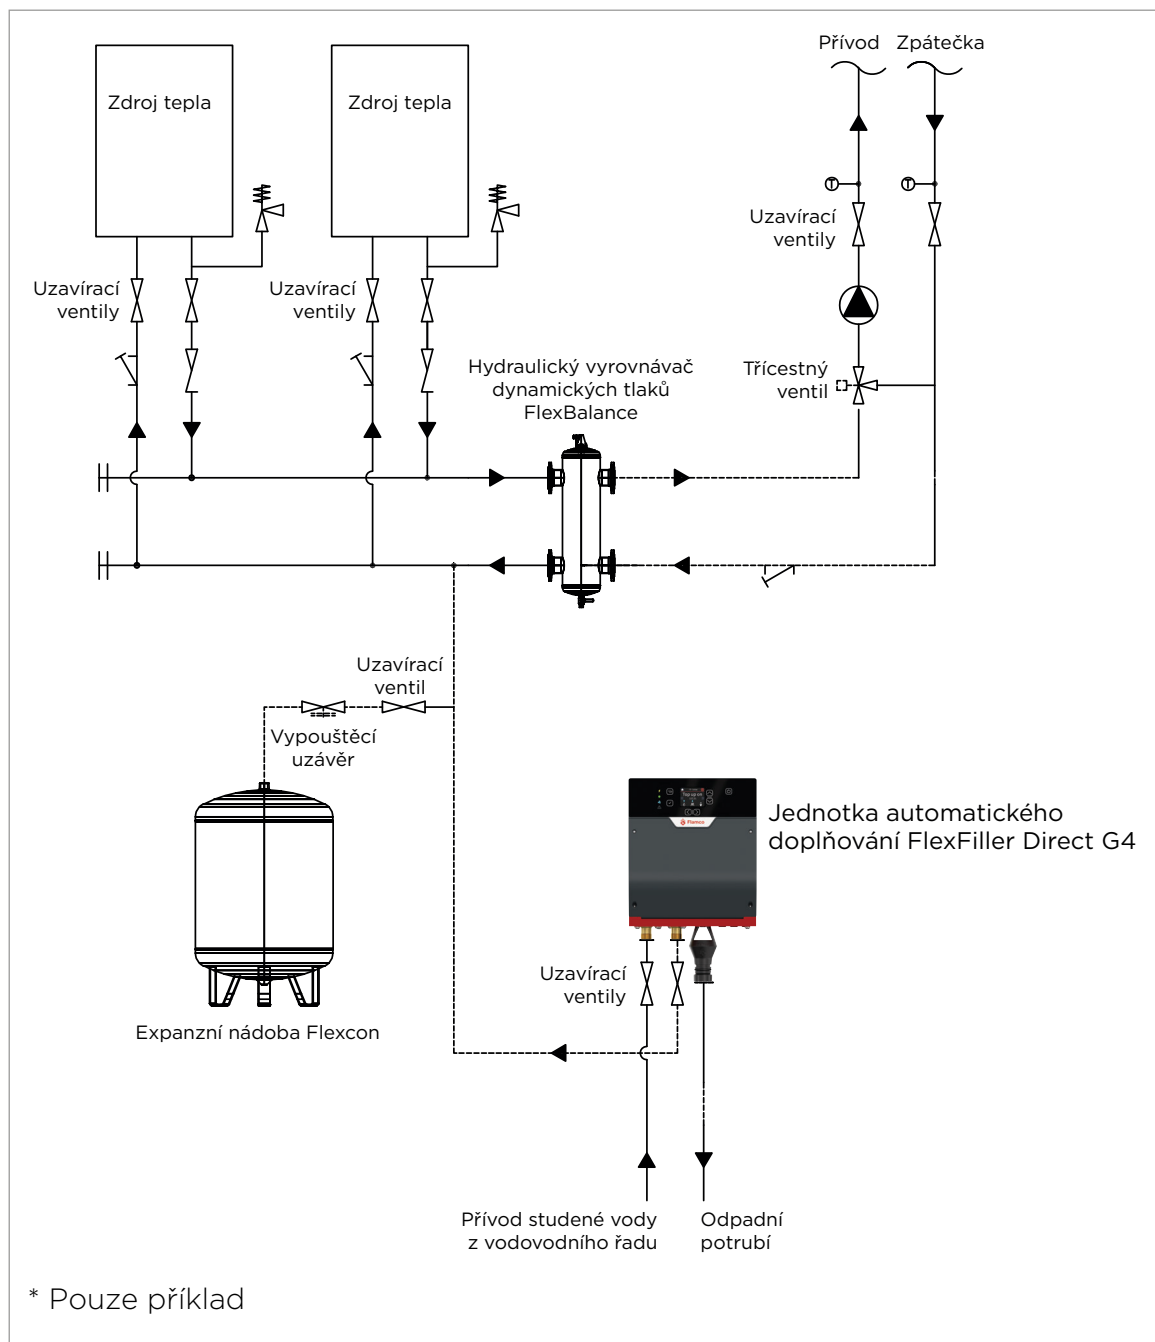 Přívod
Zpátečka
Zdroj tepla
Zdroj tepla
T
T
Uzavírací
ventily
Uzavírací
ventily
Uzavírací
ventily
Hydraulický vyrovnávač
dynamických tlaků
FlexBalance
Třícestný
ventil
Uzavírací
ventil
Vypouštěcí
uzávěr
Flamco
Jednotka automatického
doplňování FlexFiller Direct G4
Uzavírací
ventily
Expanzní nádoba Flexcon
Přívod studené vody
z vodovodního řadu
Odpadní
potrubí
* Pouze příklad